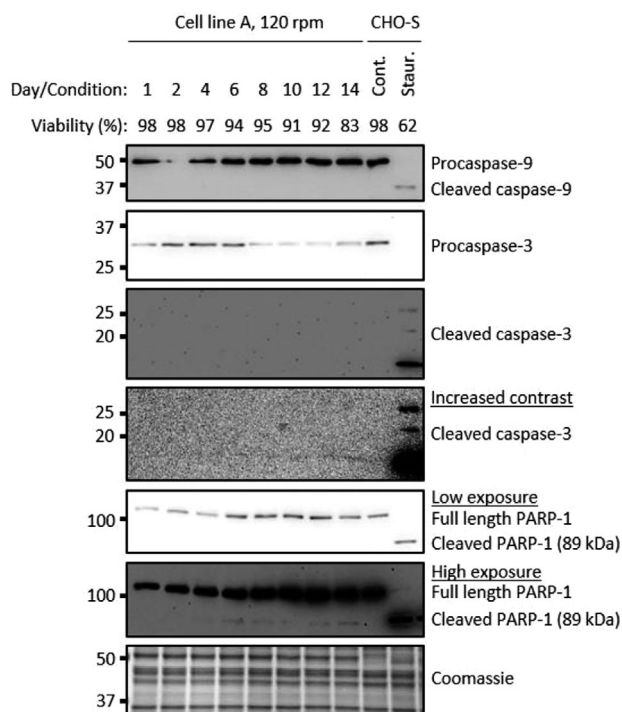 Cell line A, 120 rpm CHO-S
Day/Condition: 1 2 4 6 8 10 12 14 Cont. Staur.
Viability (%): 98 98 97 94 95 91 92 83 98 62
50 Procaspase-9
37 Cleaved caspase-9
37
Procaspase-3
25
25
Cleaved caspase-3
20
Increased contrast
25
Cleaved caspase-3
20
Low exposure
100 Full length PARP-1
Cleaved PARP-1 (89 kDa)
High exposure
100 Full length PARP-1
Cleaved PARP-1 (89 kDa)
50
Coomassie
37